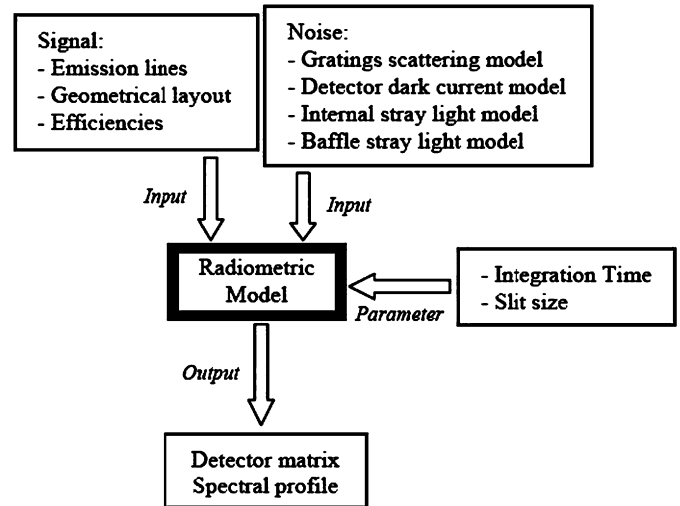 Signal:
- Emission lines
- Geometrical layout
- Efficiencies
Noise:
- Gratings scattering model
- Detector dark current model
- Internal stray light model
- Baffle stray light model
Input
Input
Radiometric
Model
- Integration Time
- Slit size
Parameter
Output
Detector matrix
Spectral profile